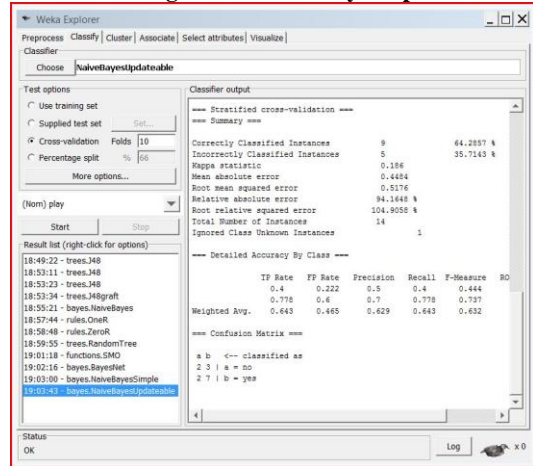 Weka Explorer
Preprocess Classify Cluster Associate Select attributes Visualize
Classifier
Choose NaiveBayesUpdateable
Test options
Use training set
Supplied test set Set...
Cross-validation Folds 10
Percentage split % 66
More options...
(Nom) play
Start Stop
Result list (right-click for options)
18:49:22 - trees.J48
18:53:11 - trees.J48
18:53:23 - trees.J48
18:53:34 - trees.J48graft
18:55:21 - bayes.NaiveBayes
18:57:44 - rules.OneR
18:58:48 - rules.ZeroR
18:59:55 - trees.RandomTree
19:01:18 - functions.SMO
19:02:16 - bayes.BayesNet
19:03:00 - bayes.NaiveBayesSimple
19:03:43 - bayes.NaiveBayesUpdateable
Classifier output
=== Stratified cross-validation ===
=== Summary ===
Correctly Classified Instances 9 64.2857 %
Incorrectly Classified Instances 5 35.7143 %
Kappa statistic 0.186
Mean absolute error 0.4484
Root mean squared error 0.5176
Relative absolute error 94.1648 %
Root relative squared error 104.9058 %
Total Number of Instances 14
Ignored Class Unknown Instances 1
=== Detailed Accuracy By Class ===
TP Rate FP Rate Precision Recall F-Measure RO
0.4 0.222 0.5 0.4 0.444
0.778 0.6 0.7 0.778 0.737
Weighted Avg. 0.643 0.465 0.629 0.643 0.632
=== Confusion Matrix ===
a b <-- classified as
2 3 | a = no
2 7 | b = yes
Status
OK
Log x 0